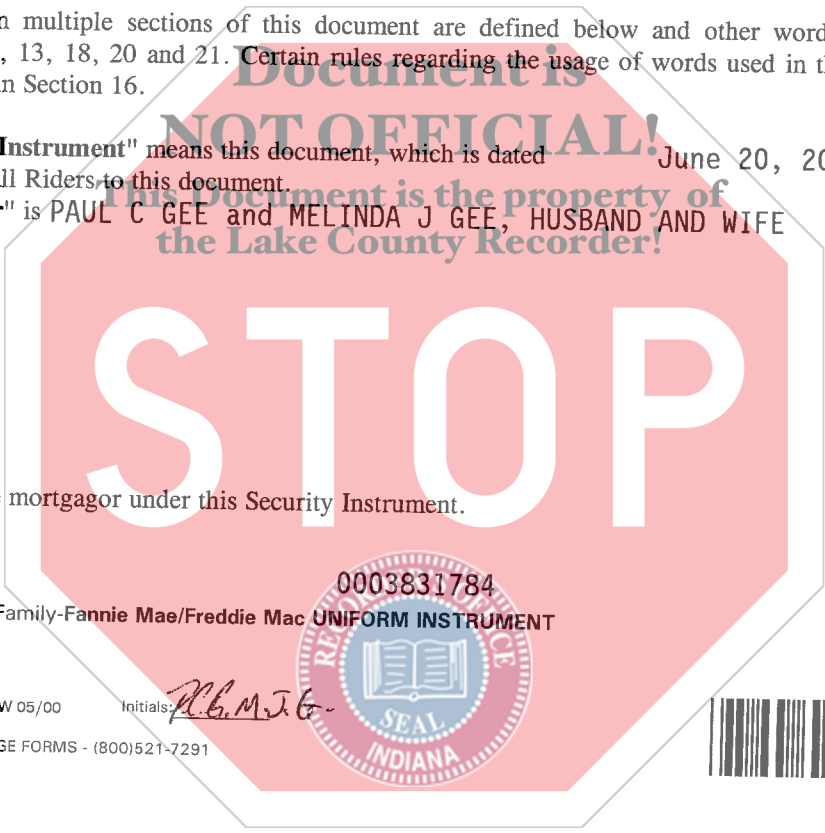 n multiple sections of this document are defined below and other word
, 13, 18, 20 and 21. Certain rules regarding the usage of words used in t
n Section 16.
Document is
NOT OFFICIAL!
Instrument" means this document, which is dated June 20, 20
ll Riders to this document.
This Document is the property of
" is PAUL C GEE and MELINDA J GEE, HUSBAND AND WIFE
the Lake County Recorder!
STOP
mortgagor under this Security Instrument.
0003831784
Family-Fannie Mae/Freddie Mac UNIFORM INSTRUMENT
RECORDER'S OFFICE
SEAL
INDIANA
W 05/00 Initials: P.C.G. M.J.G.
GE FORMS - (800)521-7291